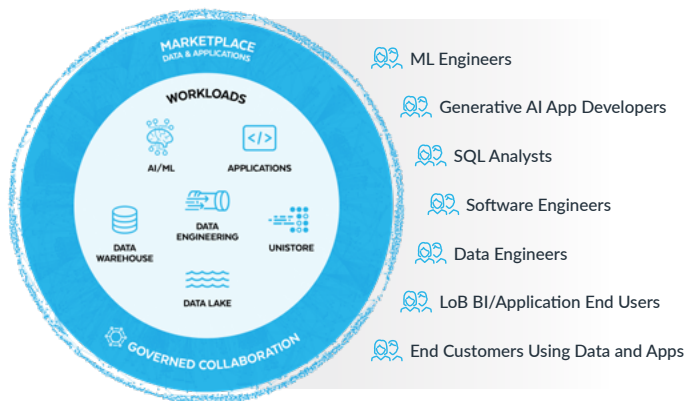 MARKETPLACE
DATA & APPLICATIONS
WORKLOADS
AI/ML
APPLICATIONS
DATA
WAREHOUSE
DATA
ENGINEERING
UNISTORE
DATA LAKE
GOVERNED COLLABORATION
ML Engineers
Generative AI App Developers
SQL Analysts
Software Engineers
Data Engineers
LoB BI/Application End Users
End Customers Using Data and Apps